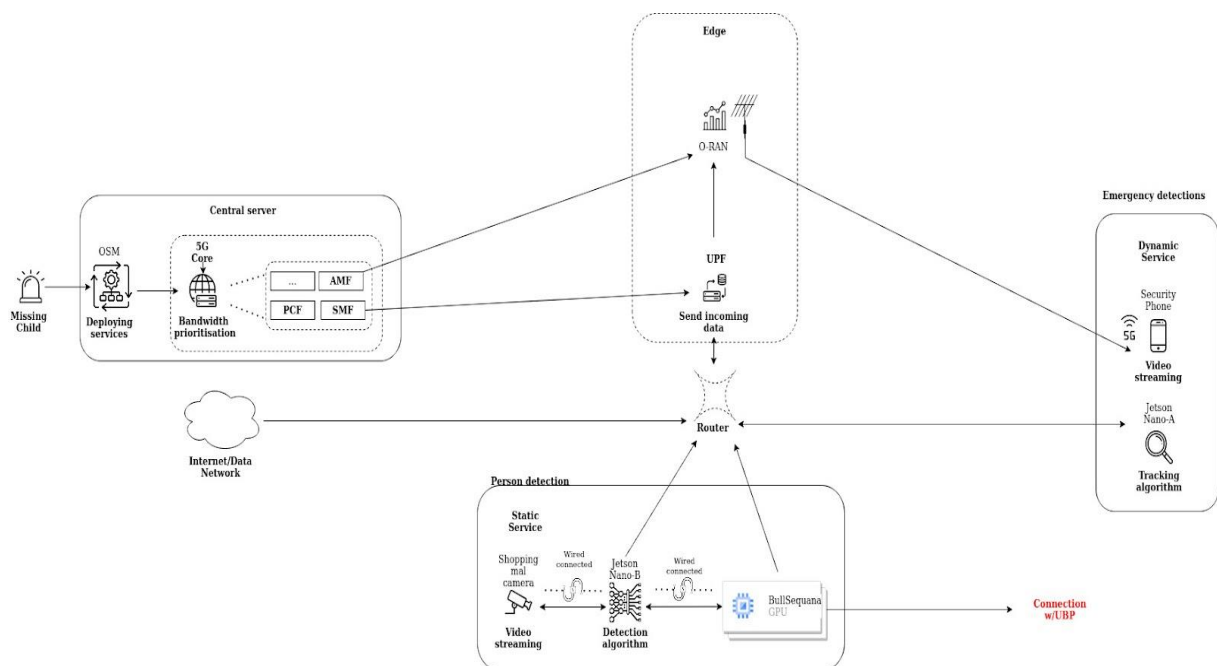 Edge
O-RAN
UPF
Send incoming
data
Central server
OSM
Deploying
services
5G
Core
Bandwidth
prioritisation
...
AMF
PCF
SMF
Missing
Child
Emergency detections
Dynamic
Service
Security
Phone
5G
Video
streaming
Jetson
Nano-A
Tracking
algorithm
Internet/Data
Network
Router
Person detection
Static
Service
Shopping
mal
camera
Video
streaming
Wired
connected
Jetson
Nano-B
Detection
algorithm
Wired
connected
BullSequana
GPU
Connection
w/UBP